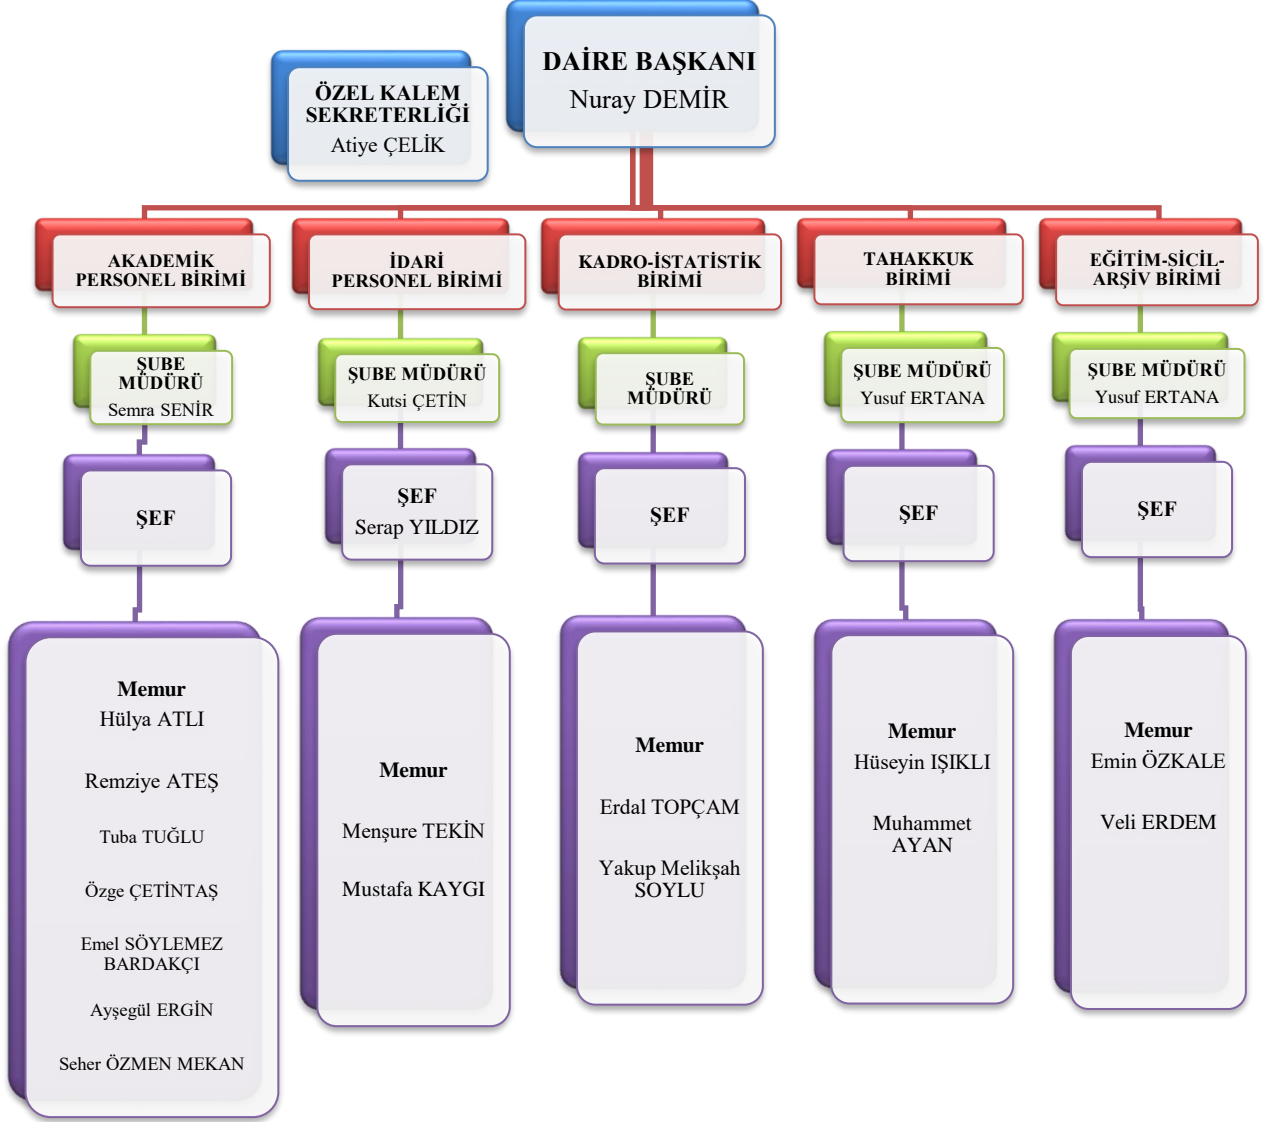 DAİRE BAŞKANI
Nuray DEMİR
ÖZEL KALEM
SEKRETERLİĞİ
Atiye ÇELİK
AKADEMİK
PERSONEL BİRİMİ
ŞUBE
MÜDÜRÜ
Semra SENİR
ŞEF
Memur
Hülya ATLI
Remziye ATEŞ
Tuba TUĞLU
Özge ÇETİNTAŞ
Emel SÖYLEMEZ
BARDAKÇI
Ayşegül ERGİN
Seher ÖZMEN MEKAN
İDARİ
PERSONEL BİRİMİ
ŞUBE MÜDÜRÜ
Kutsi ÇETİN
ŞEF
Serap YILDIZ
Memur
Menşure TEKİN
Mustafa KAYGI
KADRO-İSTATİSTİK
BİRİMİ
ŞUBE
MÜDÜRÜ
ŞEF
Memur
Erdal TOPÇAM
Yakup Melikşah
SOYLU
TAHAKKUK
BİRİMİ
ŞUBE MÜDÜRÜ
Yusuf ERTANA
ŞEF
Memur
Hüseyin IŞIKLI
Muhammet
AYAN
EĞİTİM-SİCİL-
ARŞİV BİRİMİ
ŞUBE MÜDÜRÜ
Yusuf ERTANA
ŞEF
Memur
Emin ÖZKALE
Veli ERDEM